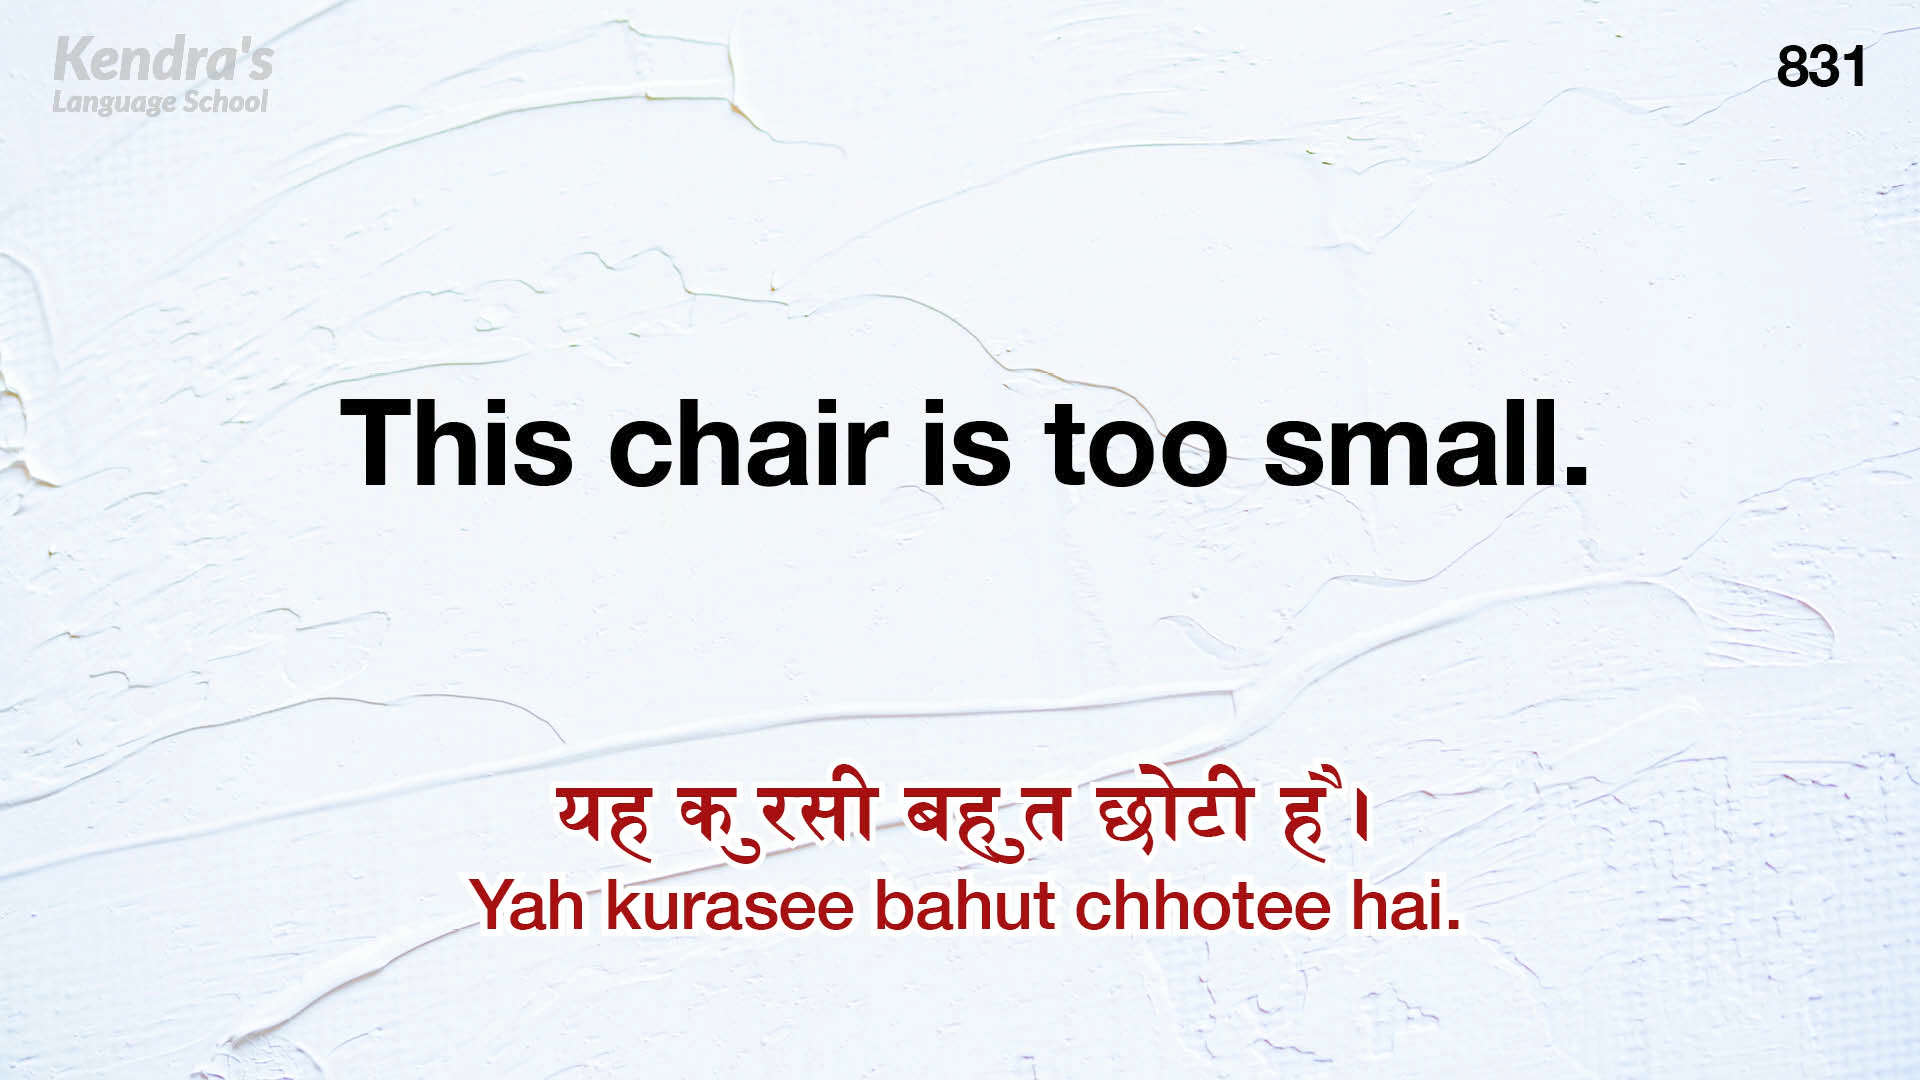 Kendra's
Language School
831
This chair is too small.
यह कुरसी बहुत छोटी है।
Yah kurasee bahut chhotee hai.